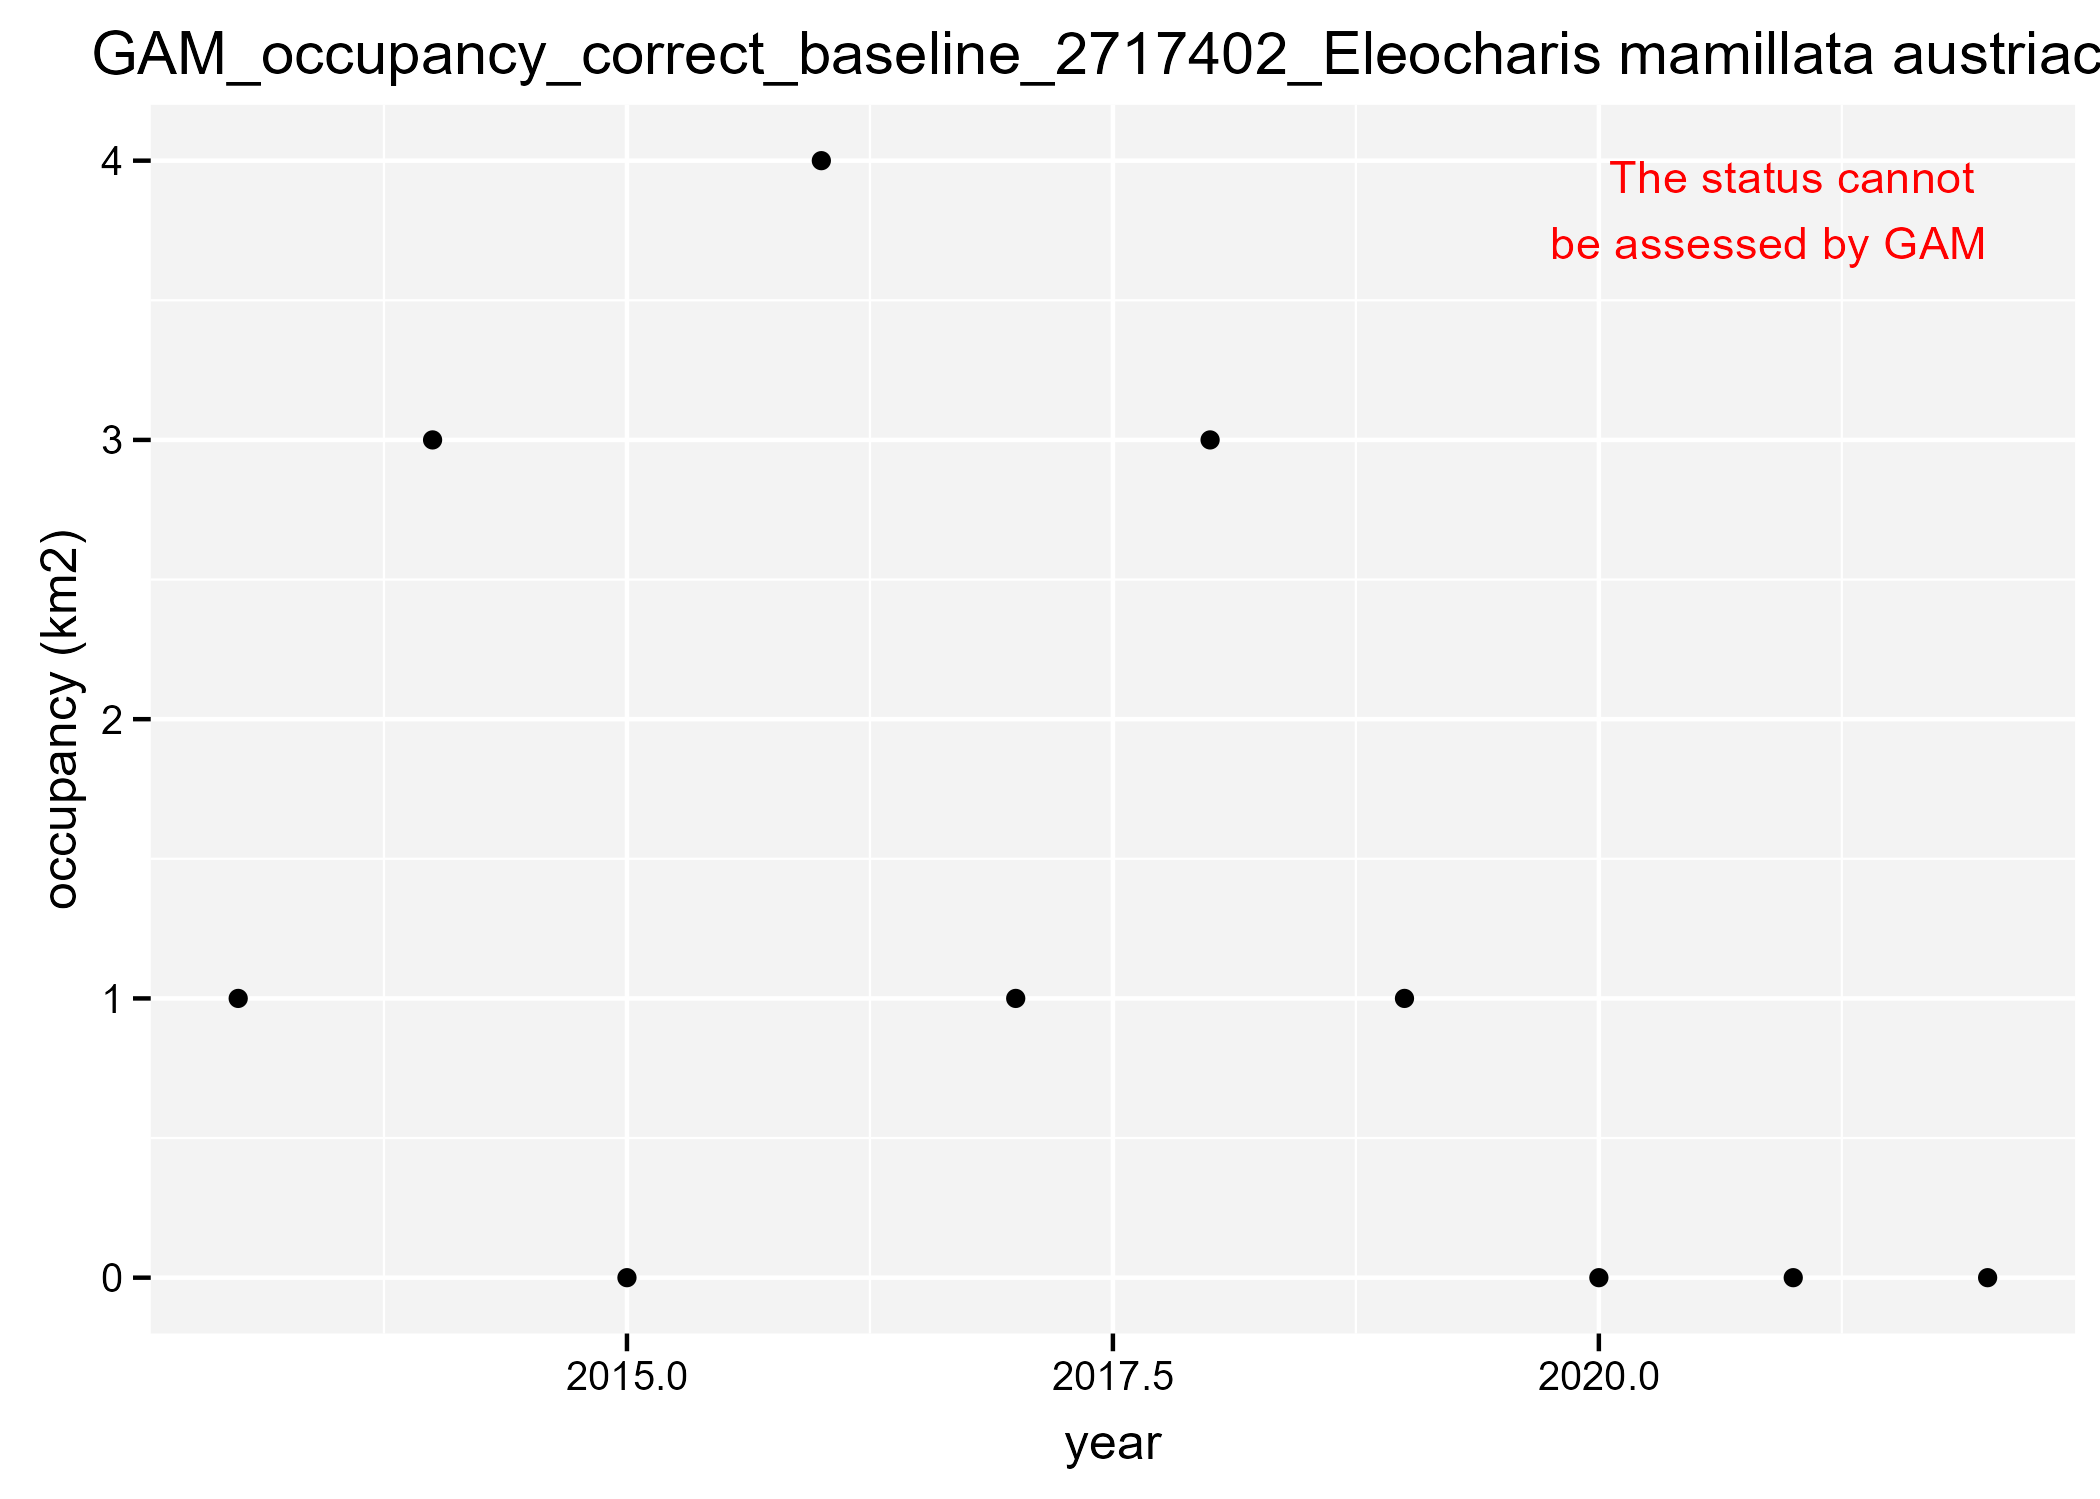 GAM_occupancy_correct_baseline_2717402_Eleocharis mamillata austriac
The status cannot
be assessed by GAM
4
3
2
1
0
occupancy (km2)
2015.0 2017.5 2020.0
year